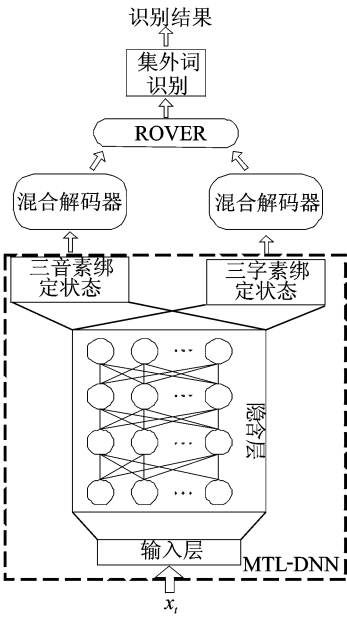 识别结果
集外词
识别
ROVER
混合解码器
混合解码器
三音素绑
定状态
三字素绑
定状态
...
...
隐含层
...
...
输入层
MTL-DNN
xt